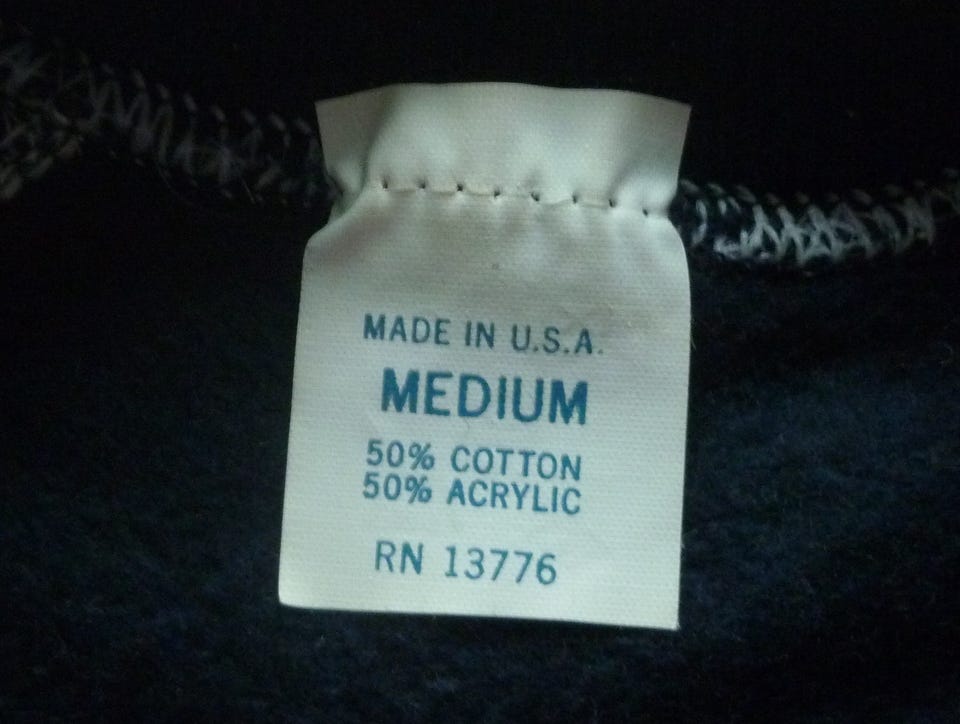 MADE IN U.S.A.
MEDIUM
50% COTTON
50% ACRYLIC
RN 13776